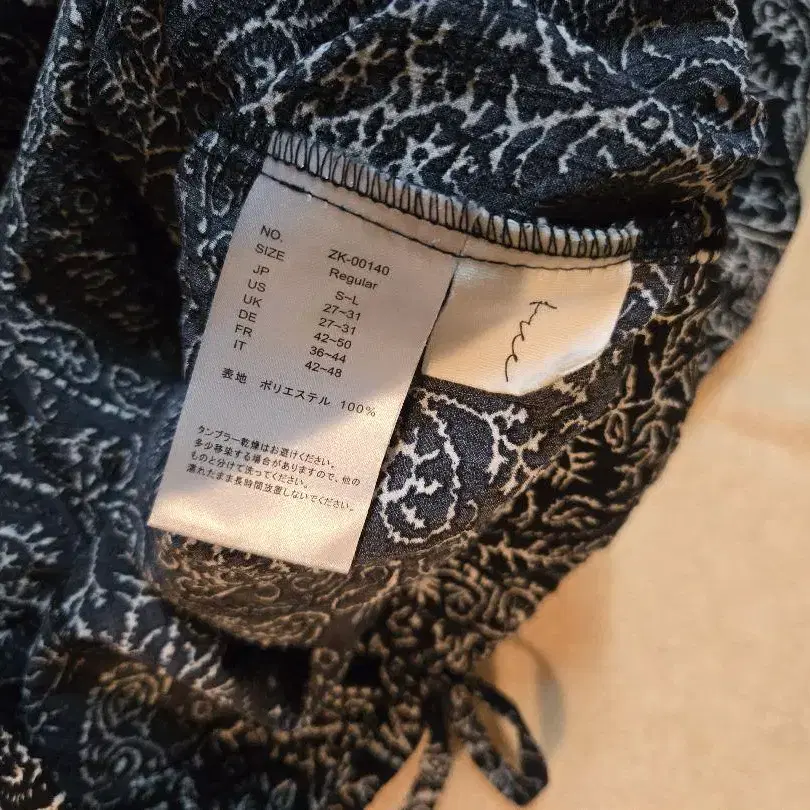 NO. ZK-00140
SIZE Regular
JP S~L
US 27~31
UK 27~31
DE 42~50
FR 36~44
IT 42~48
表地 ポリエステル 100%
タンブラー乾燥はお避けください。
多少移染する場合がありますので、他の
ものと分けて洗ってください。
濡れたまま長時間放置しないでください。